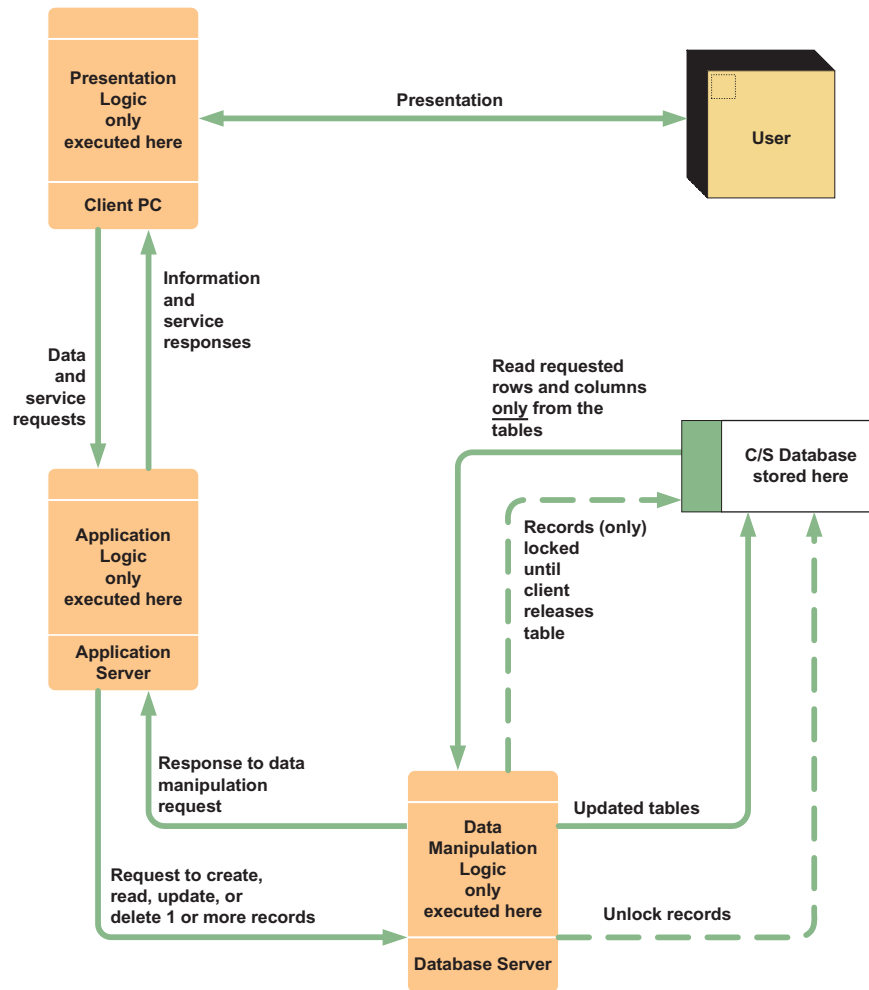 Presentation
Logic
only
executed here
Client PC
Presentation
User
Information
and
service
responses
Data
and
service
requests
Read requested
rows and columns
only from the
tables
C/S Database
stored here
Records (only)
locked
until
client
releases
table
Application
Logic
only
executed here
Application
Server
Response to data
manipulation
request
Data
Manipulation
Logic
only
executed here
Database Server
Updated tables
Request to create,
read, update, or
delete 1 or more records
Unlock records